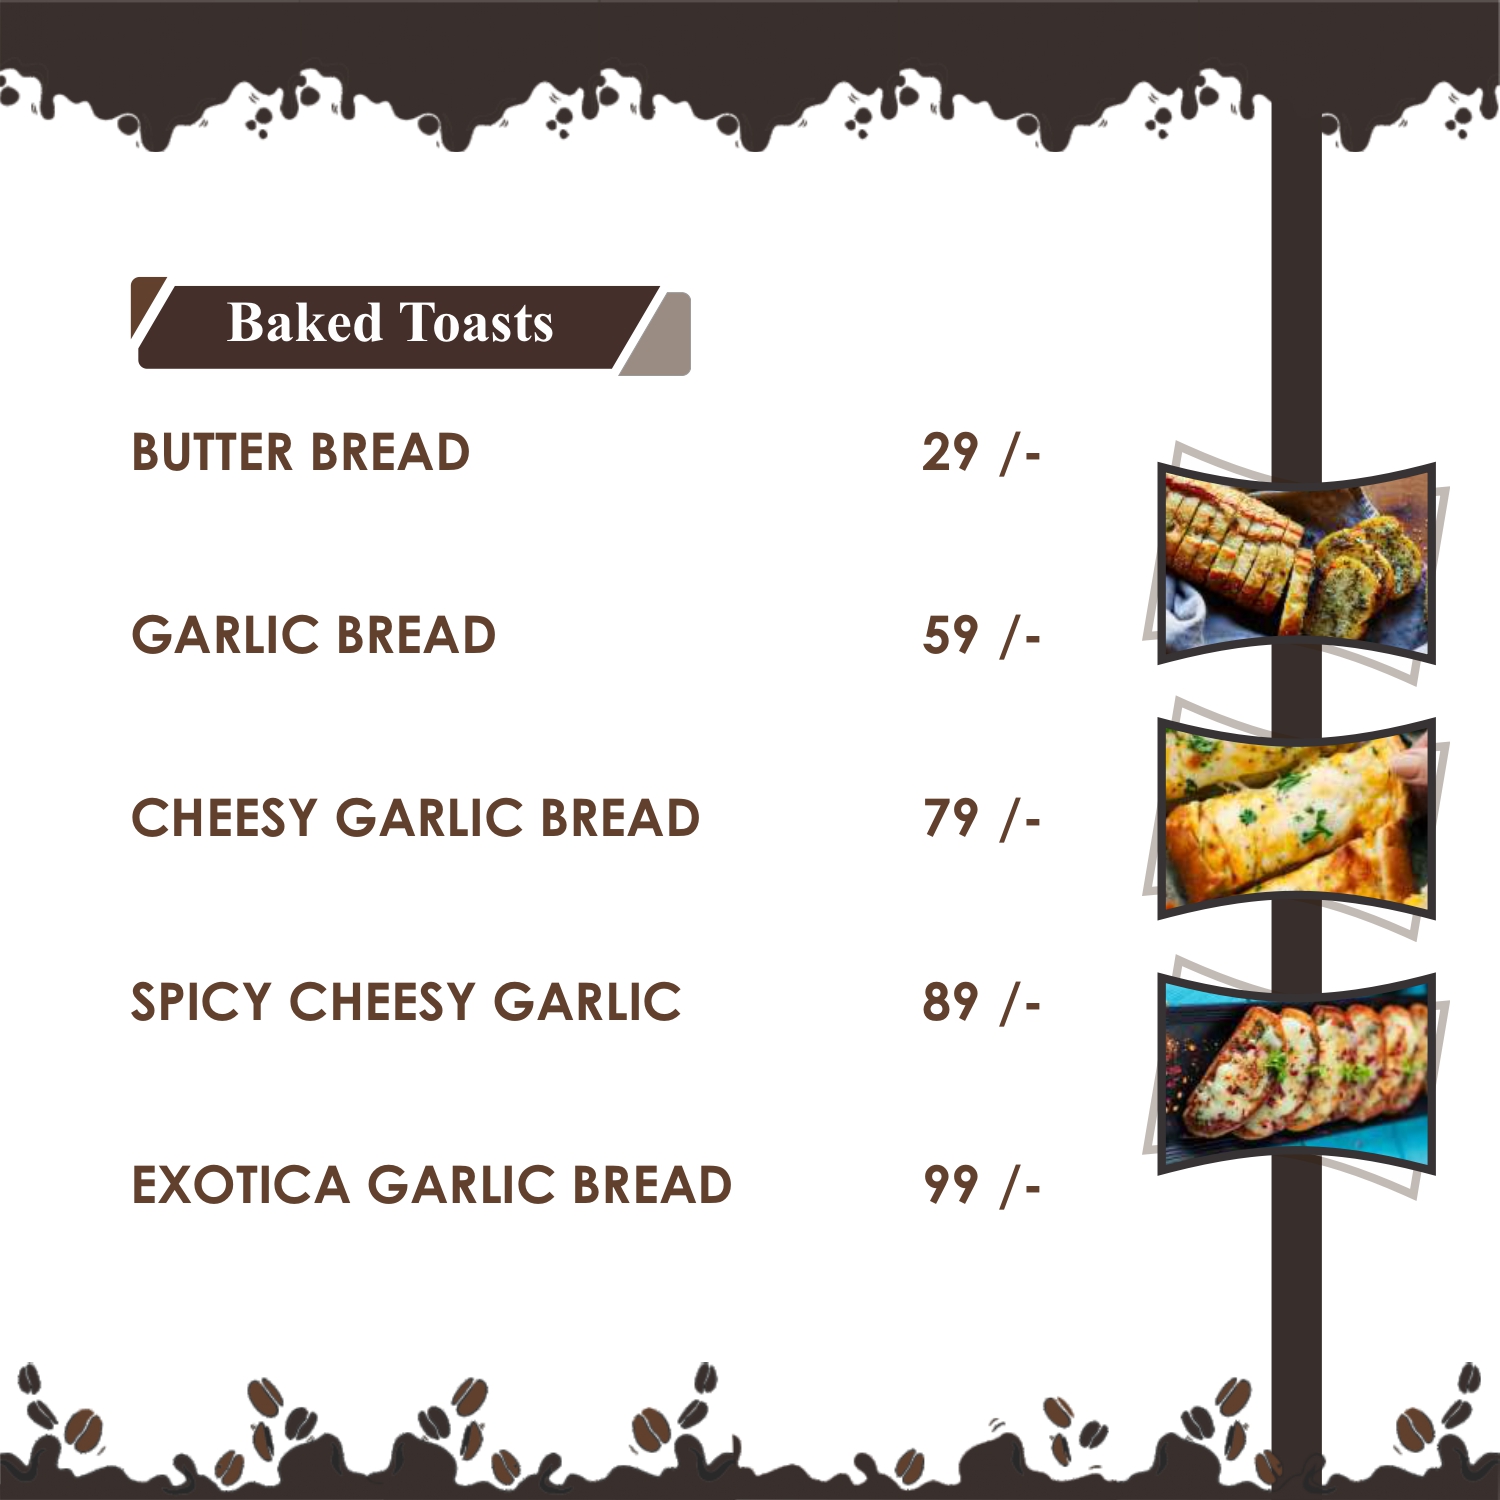 Baked Toasts
BUTTER BREAD 29 /-
GARLIC BREAD 59 /-
CHEESY GARLIC BREAD 79 /-
SPICY CHEESY GARLIC 89 /-
EXOTICA GARLIC BREAD 99 /-